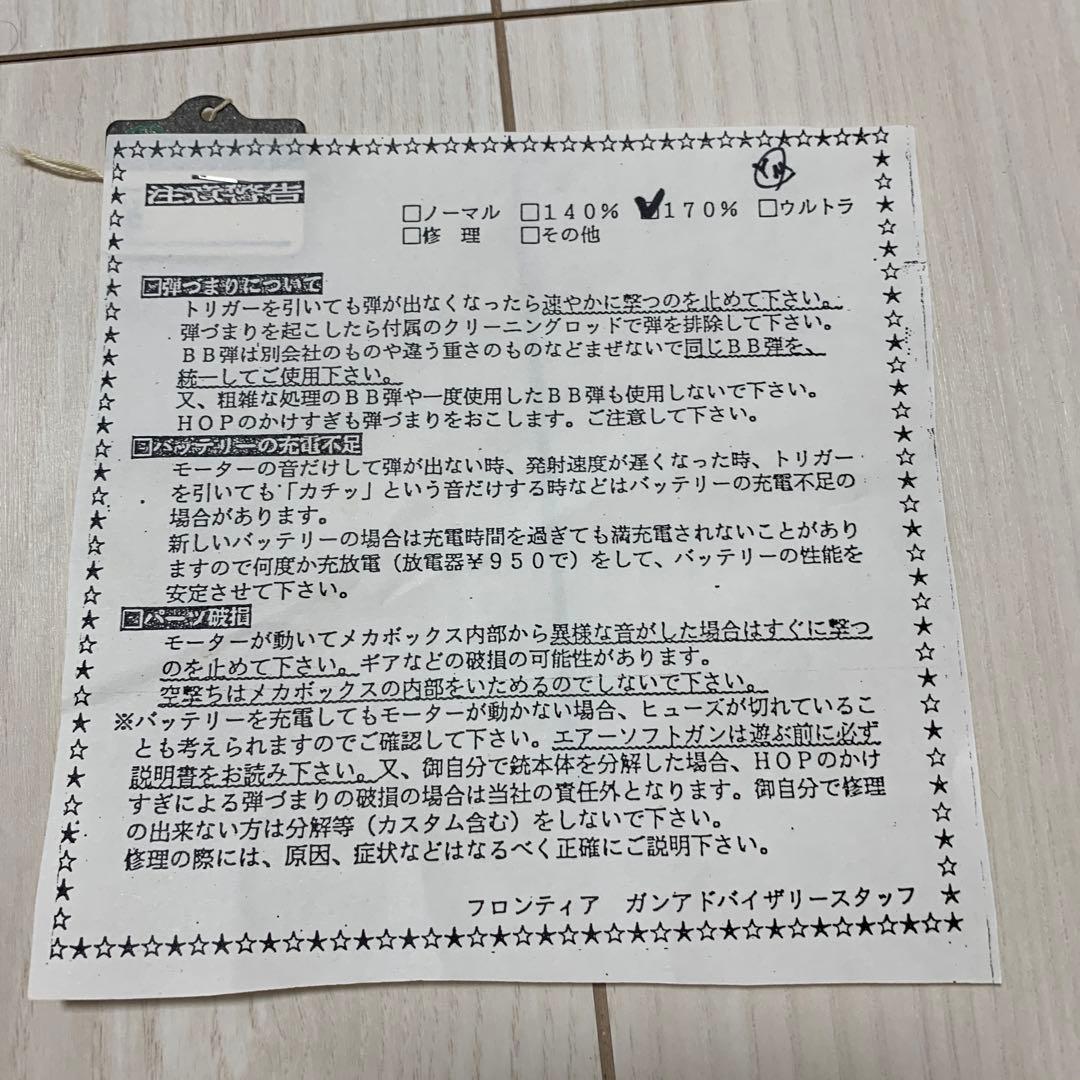 注意警告
□ノーマル □140% ☑170% □ウルトラ
□修 理 □その他
□弾づまりについて
トリガーを引いても弾が出なくなったら速やかに撃つのを止めて下さい。
弾づまりを起こしたら付属のクリーニングロッドで弾を排除して下さい。
BB弾は別会社のものや違う重さのものなどまぜないで同じBB弾を、
統一してご使用下さい。
又、粗雑な処理のBB弾や一度使用したBB弾も使用しないで下さい。
HOPのかけすぎも弾づまりをおこします。ご注意して下さい。
□バッテリーの充電不足
モーターの音だけして弾が出ない時、発射速度が遅くなった時、トリガー
を引いても「カチッ」という音だけする時などはバッテリーの充電不足の
場合があります。
新しいバッテリーの場合は充電時間を過ぎても満充電されないことがあり
ますので何度か充放電（放電器￥950で）をして、バッテリーの性能を
安定させて下さい。
□パーツ破損
モーターが動いてメカボックス内部から異様な音がした場合はすぐに撃つ
のを止めて下さい。ギアなどの破損の可能性があります。
空撃ちはメカボックスの内部をいためるのでしないで下さい。
※バッテリーを充電してもモーターが動かない場合、ヒューズが切れているこ
とも考えられますのでご確認して下さい。エアーソフトガンは遊ぶ前に必ず
説明書をお読み下さい。又、御自分で銃本体を分解した場合、HOPのかけ
すぎによる弾づまりの破損の場合は当社の責任外となります。御自分で修理
の出来ない方は分解等（カスタム含む）をしないで下さい。
修理の際には、原因、症状などはなるべく正確にご説明下さい。
フロンティア ガンアドバイザリースタッフ